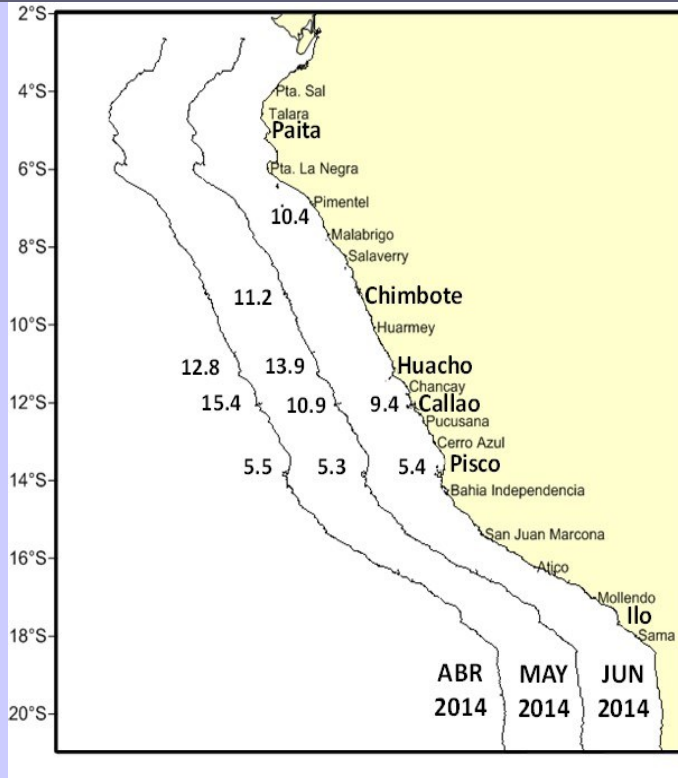 2°S
4°S
Pta. Sal
Talara
Paita
6°S
Pta. La Negra
Pimentel
10.4
Malabrigo
8°S
Salaverry
11.2
Chimbote
10°S
Huarmey
12.8
13.9
Huacho
Chancay
12°S
15.4
10.9
9.4
Callao
Pucusana
Cerro Azul
5.5
5.3
5.4
Pisco
14°S
Bahia Independencia
San Juan Marcona
16°S
Atico
Mollendo
Ilo
18°S
Sama
ABR
2014
MAY
2014
JUN
2014
20°S